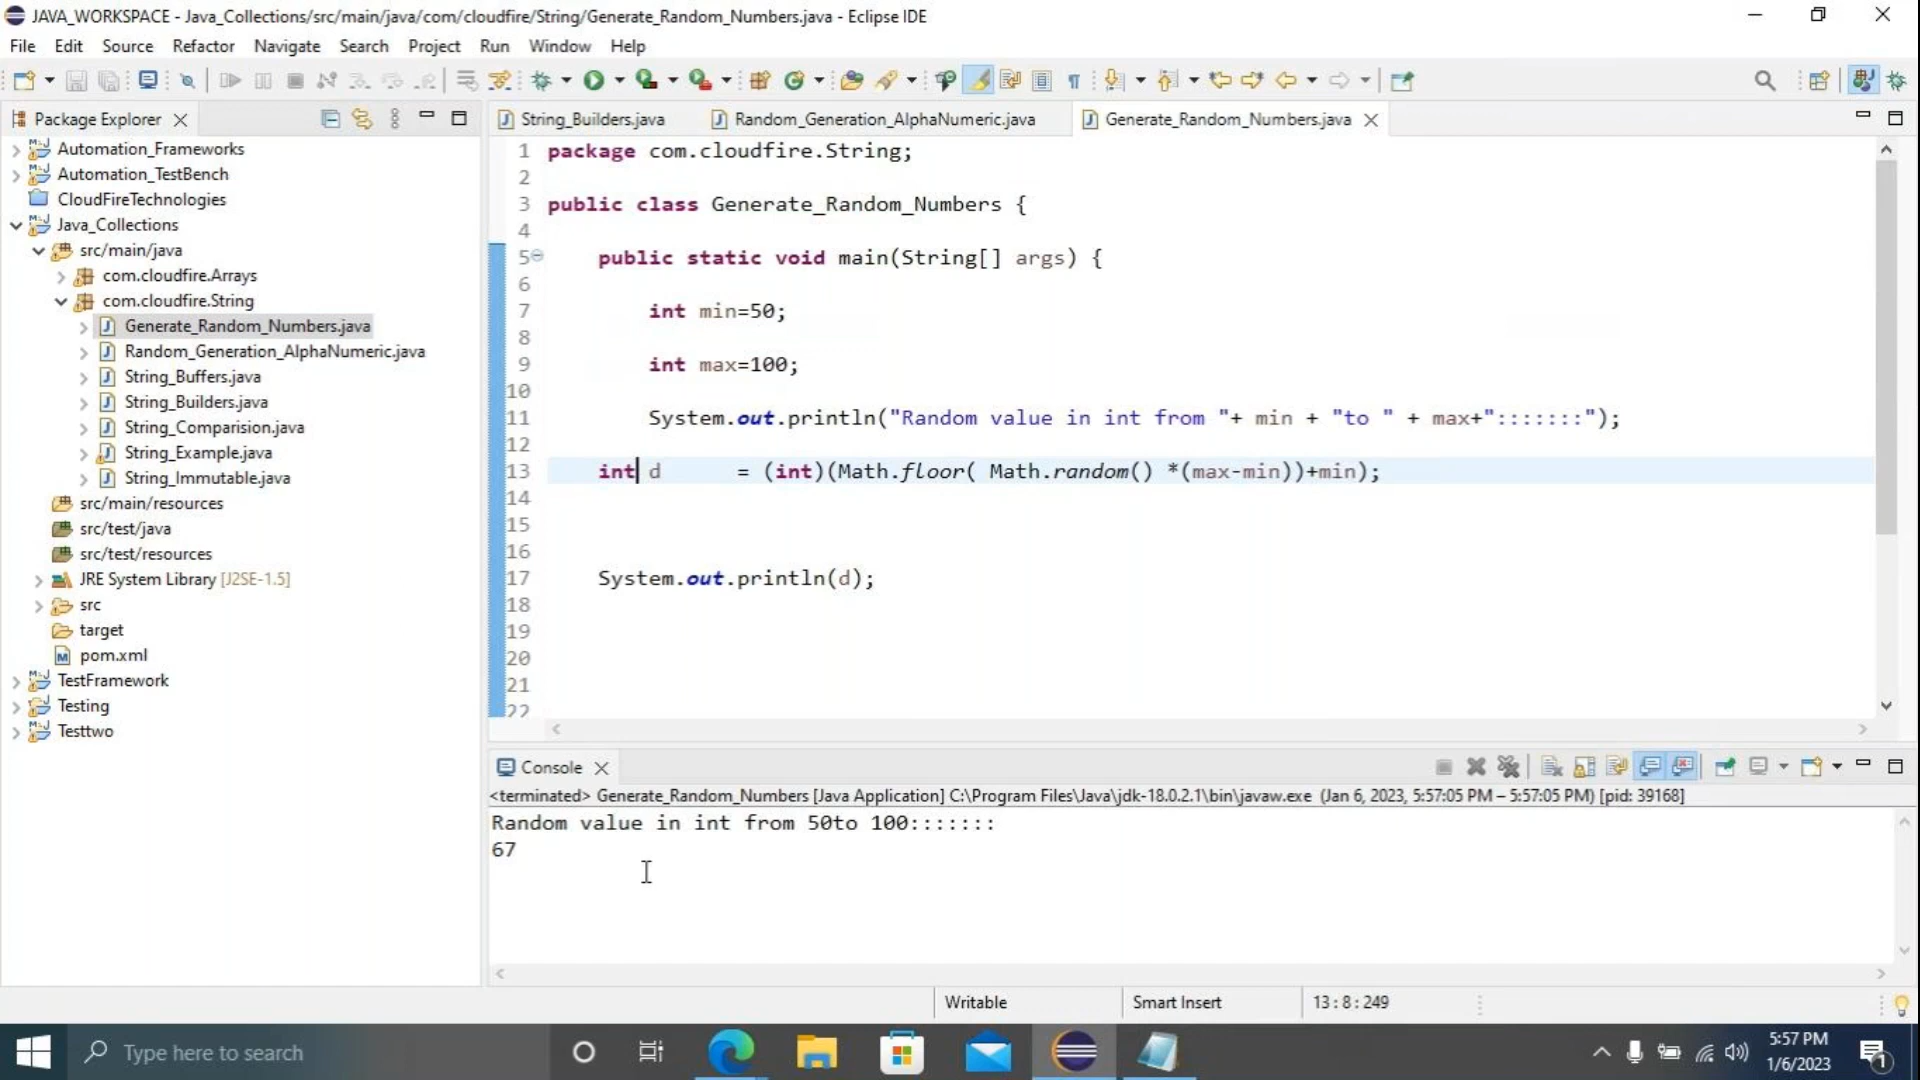 JAVA_WORKSPACE - Java_Collections/src/main/java/com/cloudfire/String/Generate_Random_Numbers.java - Eclipse IDE
File Edit Source Refactor Navigate Search Project Run Window Help
Package Explorer
String_Builders.java Random_Generation_AlphaNumeric.java Generate_Random_Numbers.java
Automation_Frameworks
Automation_TestBench
CloudFireTechnologies
Java_Collections
src/main/java
com.cloudfire.Arrays
com.cloudfire.String
Generate_Random_Numbers.java
Random_Generation_AlphaNumeric.java
String_Buffers.java
String_Builders.java
String_Comparision.java
String_Example.java
String_Immutable.java
src/main/resources
src/test/java
src/test/resources
JRE System Library [J2SE-1.5]
src
target
pom.xml
TestFramework
Testing
Testtwo
1 package com.cloudfire.String;
2
3 public class Generate_Random_Numbers {
4
5 public static void main(String[] args) {
6
7 int min=50;
8
9 int max=100;
10
11 System.out.println("Random value in int from "+ min + "to " + max+":::::::");
12
13 int d = (int)(Math.floor( Math.random() *(max-min))+min);
14
15
16
17 System.out.println(d);
18
19
20
21
22
Console
<terminated> Generate_Random_Numbers [Java Application] C:\Program Files\Java\jdk-18.0.2.1\bin\javaw.exe (Jan 6, 2023, 5:57:05 PM – 5:57:05 PM) [pid: 39168]
Random value in int from 50to 100:::::::
67
Writable Smart Insert 13 : 8 : 249
Type here to search
5:57 PM
1/6/2023
1